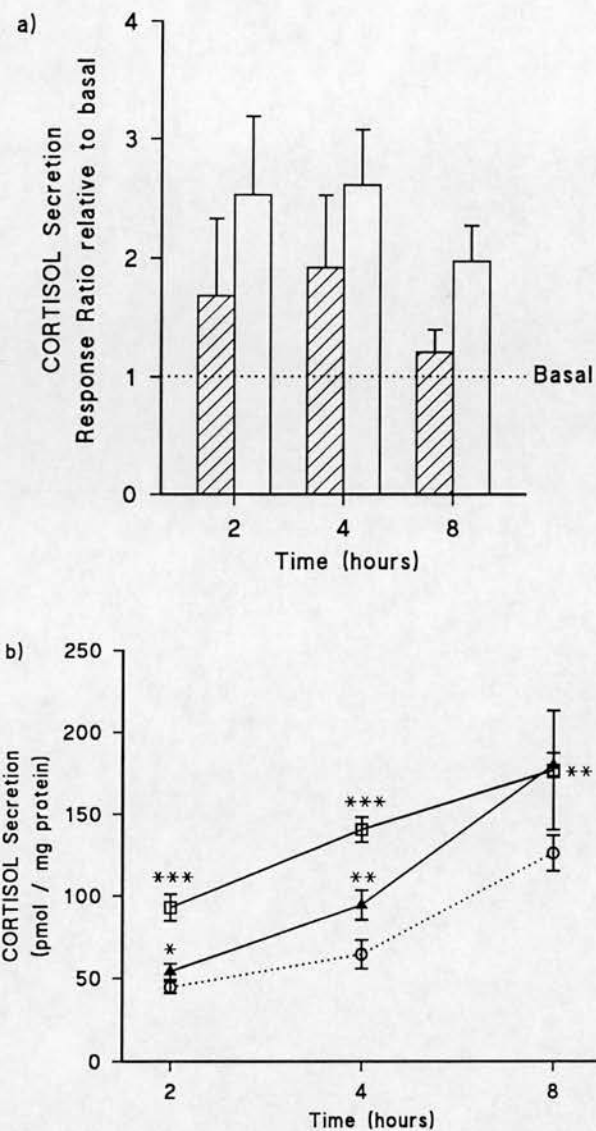 a)
CORTISOL Secretion
Response Ratio relative to basal
4
3
2
1
0
Basal
2 4 8
Time (hours)
b)
CORTISOL Secretion
(pmol / mg protein)
250
200
150
100
50
0
***
*
***
**
**
2 4 8
Time (hours)